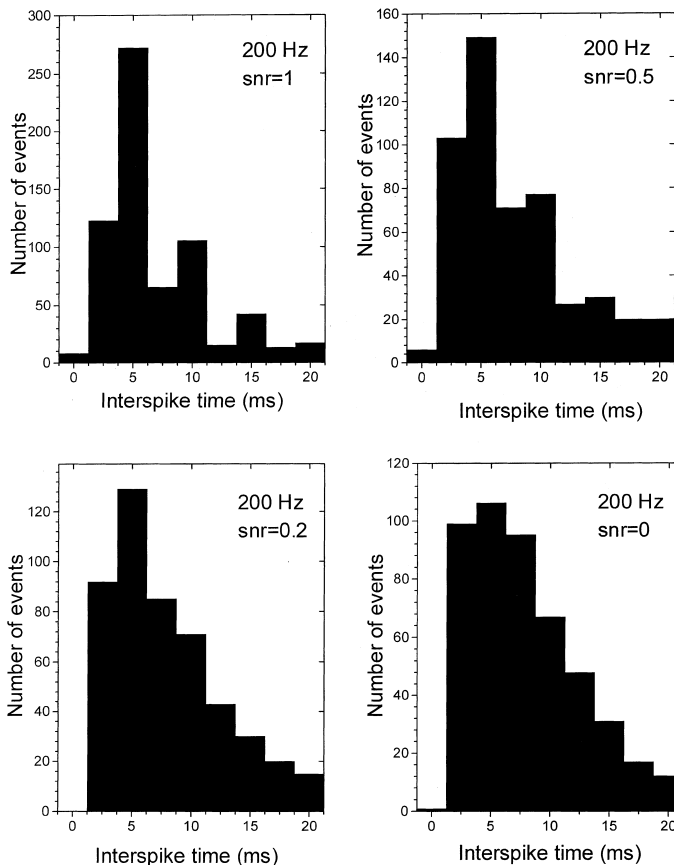 300
250
200
150
100
50
0
Number of events
200 Hz
snr=1
0 5 10 15 20
Interspike time (ms)
160
140
120
100
80
60
40
20
0
Number of events
200 Hz
snr=0.5
0 5 10 15 20
Interspike time (ms)
120
100
80
60
40
20
0
Number of events
200 Hz
snr=0.2
0 5 10 15 20
Interspike time (ms)
120
100
80
60
40
20
0
Number of events
200 Hz
snr=0
0 5 10 15 20
Interspike time (ms)